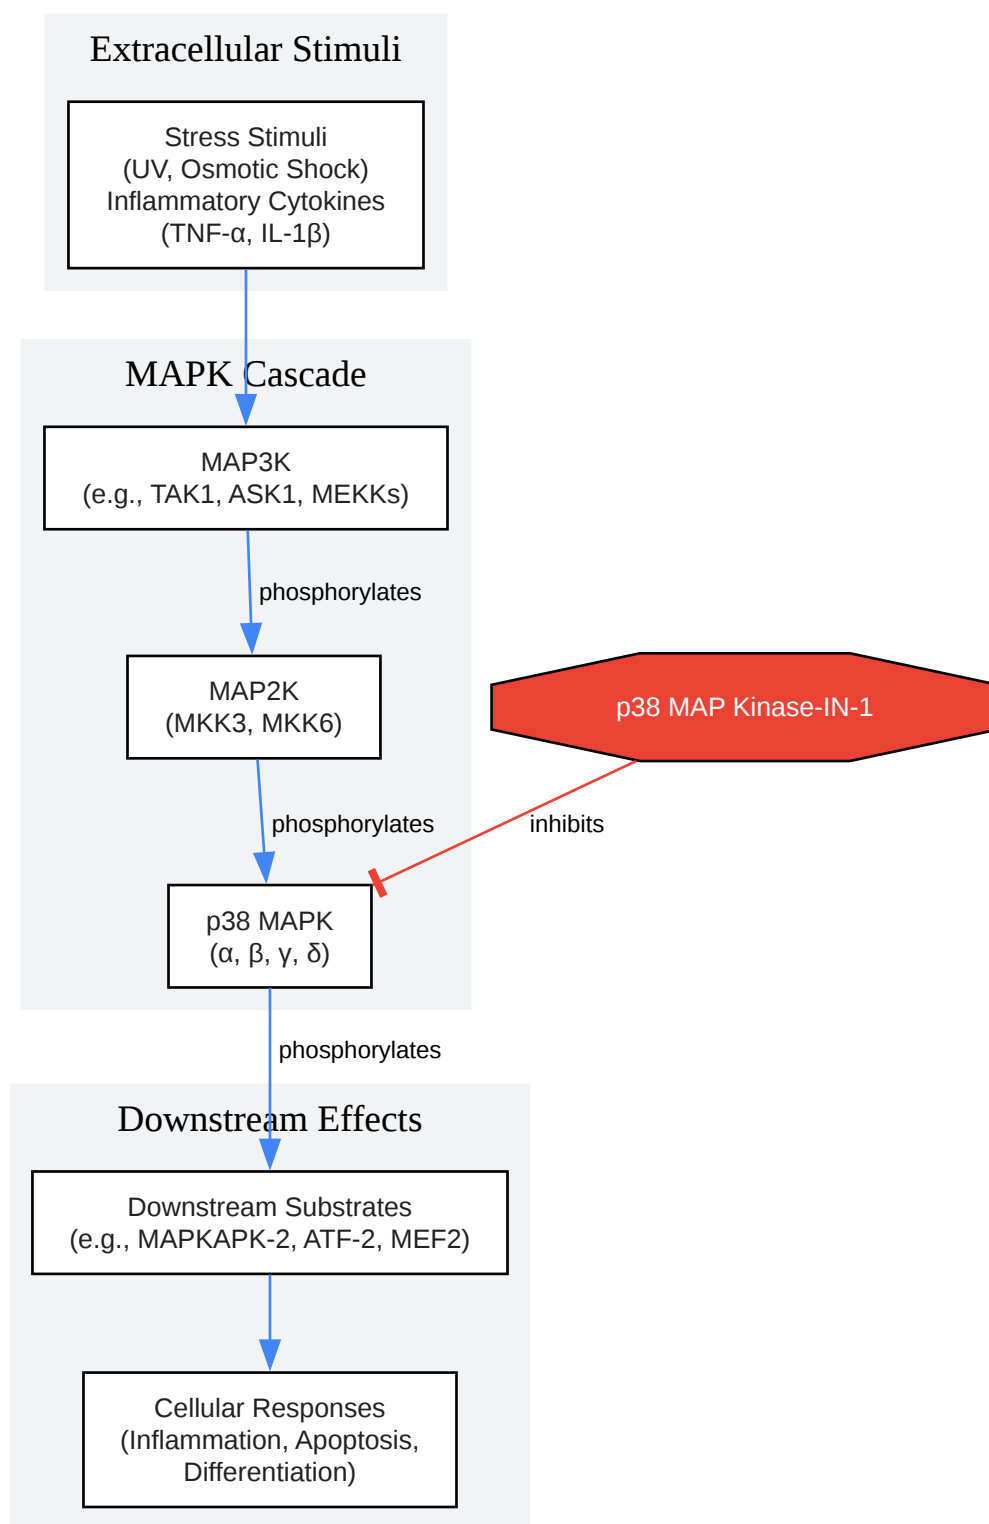 Extracellular Stimuli
Stress Stimuli
(UV, Osmotic Shock)
Inflammatory Cytokines
(TNF-α, IL-1β)
MAPK Cascade
MAP3K
(e.g., TAK1, ASK1, MEKKs)
phosphorylates
MAP2K
(MKK3, MKK6)
p38 MAP Kinase-IN-1
phosphorylates
inhibits
p38 MAPK
(α, β, γ, δ)
phosphorylates
Downstream Effects
Downstream Substrates
(e.g., MAPKAPK-2, ATF-2, MEF2)
Cellular Responses
(Inflammation, Apoptosis,
Differentiation)